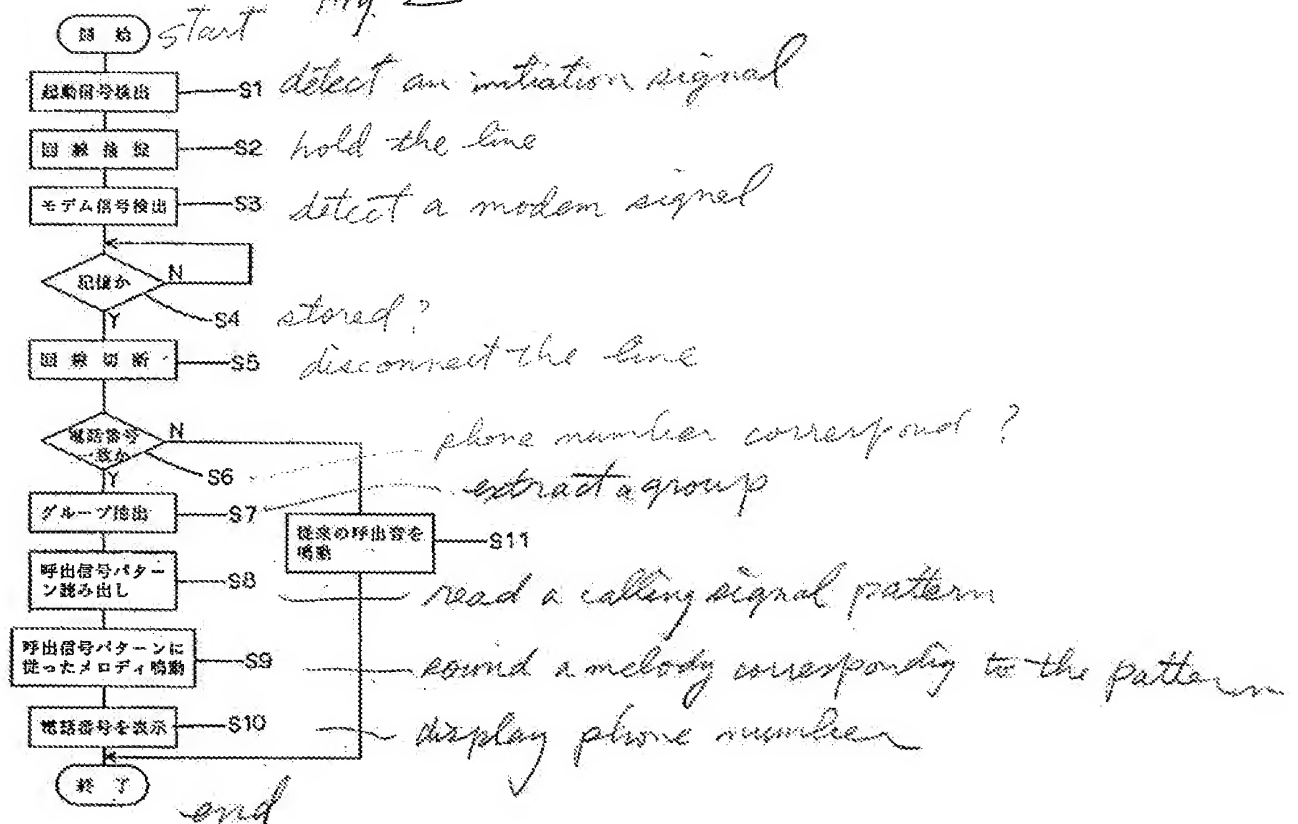 開始 start
起動信号検出 S1 detect an initiation signal
回線 S2 hold the line
モデム信号検出 S3 detect a modem signal
記憶か N
Y S4 stored?
回線切断 S5 disconnect the line
電話番号 N phone number correspond?
一致か S6
Y
グループ抽出 S7 extract a group
従来の呼出音を S11
鳴動
呼出信号パター S8 read a calling signal pattern
ン読み出し
呼出信号パターンに S9 sound a melody correspondig to the pattern
従ったメロディ鳴動
電話番号を表示 S10 display phone number
終了 end